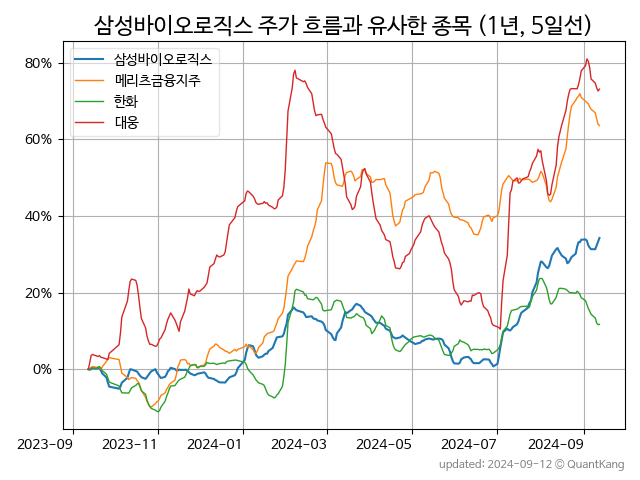 삼성바이오로직스 주가 흐름과 유사한 종목 (1년, 5일선)
삼성바이오로직스
메리츠금융지주
한화
대웅
80%
60%
40%
20%
0%
2023-09 2023-11 2024-01 2024-03 2024-05 2024-07 2024-09
updated: 2024-09-12 © QuantKang